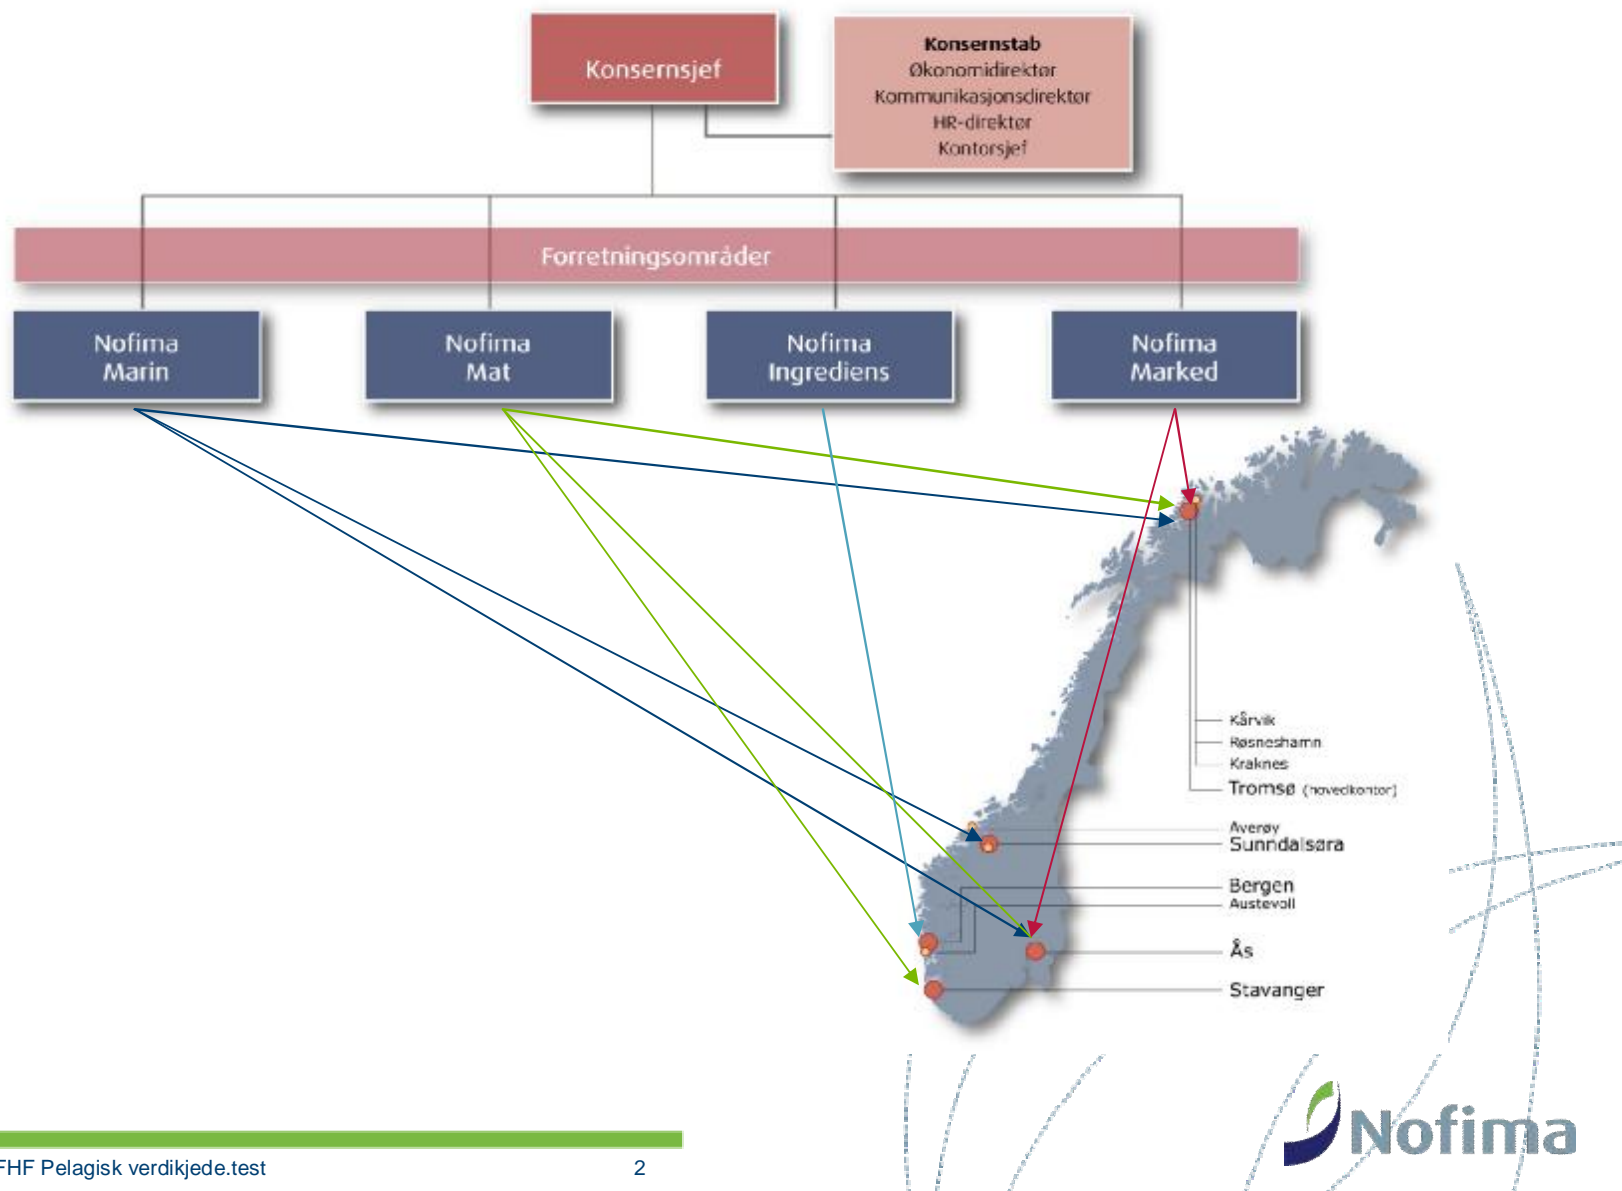 Konsernsjef
Konsernstab
Økonomidirektør
Kommunikasjonsdirektør
HR-direktør
Kontorsjef
Forretningsområder
Nofima
Marin
Nofima
Mat
Nofima
Ingrediens
Nofima
Marked
Kårvik
Røsneshamn
Kraknes
Tromsø (hovedkontor)
Averøy
Sunndalsøra
Bergen
Austevoll
Ås
Stavanger
Nofima
FHF Pelagisk verdikjede.test
2